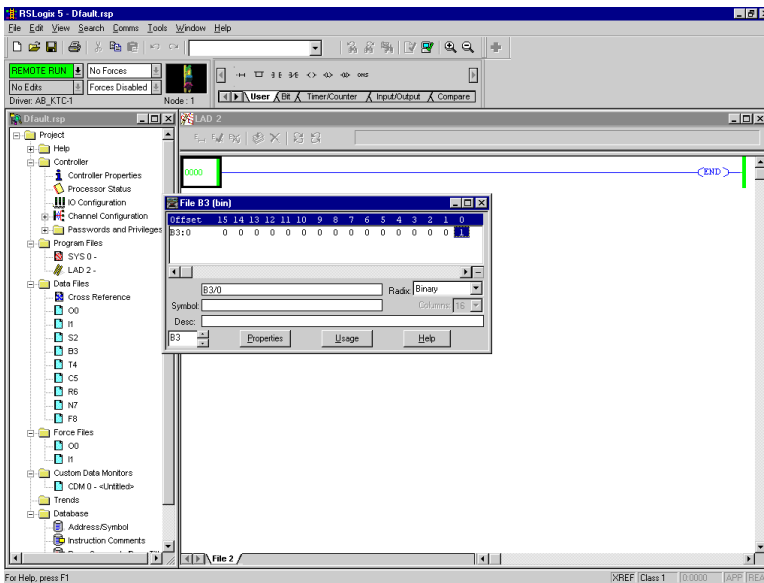 RSLogix 5 - Dfault.rsp
File Edit View Search Comms Tools Window Help
REMOTE RUN No Forces
No Edits Forces Disabled
Driver: AB_KTC-1 Node : 1
User Bit Timer/Counter Input/Output Compare
Dfault.rsp
Project
Help
Controller
Controller Properties
Processor Status
IO Configuration
Channel Configuration
Passwords and Privileges
Program Files
SYS 0 -
LAD 2 -
Data Files
Cross Reference
O0
I1
S2
B3
T4
C5
R6
N7
F8
Force Files
O0
I1
Custom Data Monitors
CDM 0 - <Untitled>
Trends
Database
Address/Symbol
Instruction Comments
LAD 2
0000
END
File B3 (bin)
Offset 15 14 13 12 11 10 9 8 7 6 5 4 3 2 1 0
B3:0 0 0 0 0 0 0 0 0 0 0 0 0 0 0 0 1
B3/0 Radix: Binary
Symbol: Columns: 16
Desc:
B3 Properties Usage Help
File 2
For Help, press F1
XREF Class 1 0:0000 APP REA